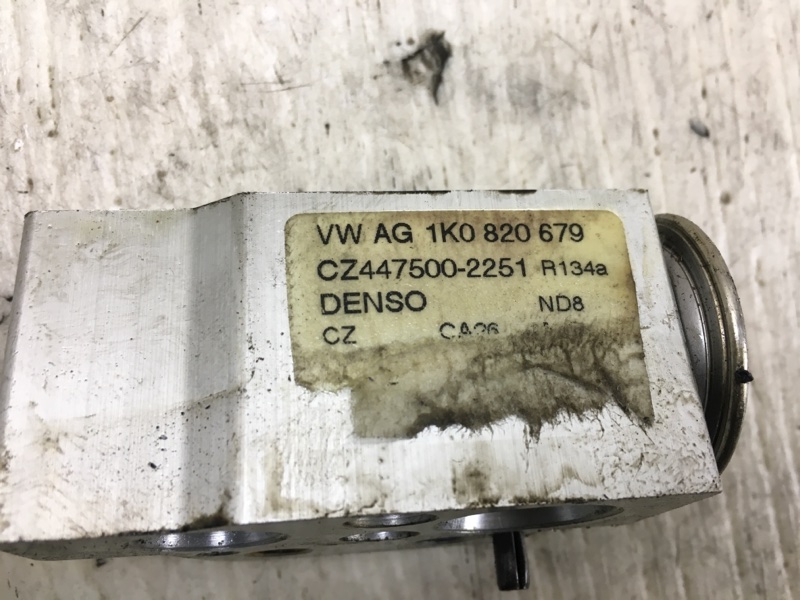 VW AG 1K0 820 679
CZ447500-2251 R134a
DENSO ND8
CZ